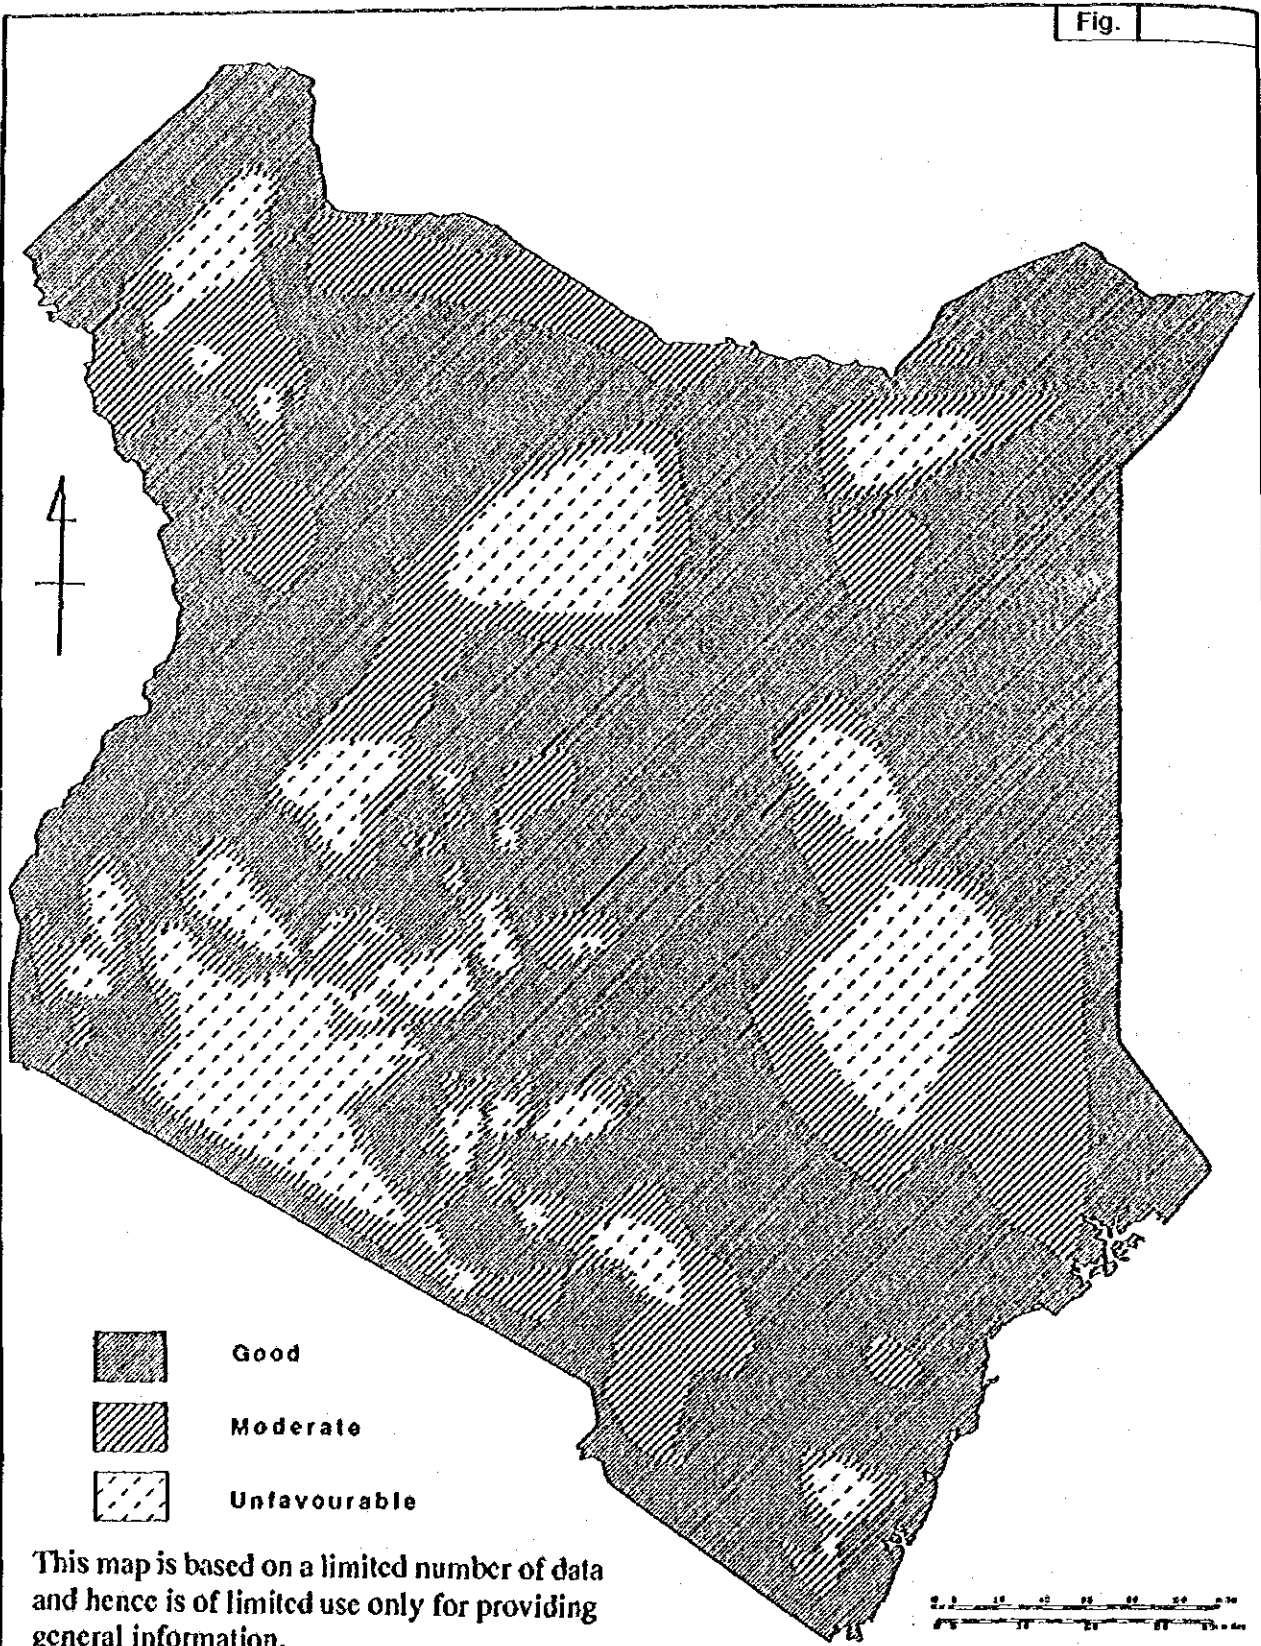 Fig.
Good
Moderate
Unfavourable
This map is based on a limited number of data
and hence is of limited use only for providing
general information.